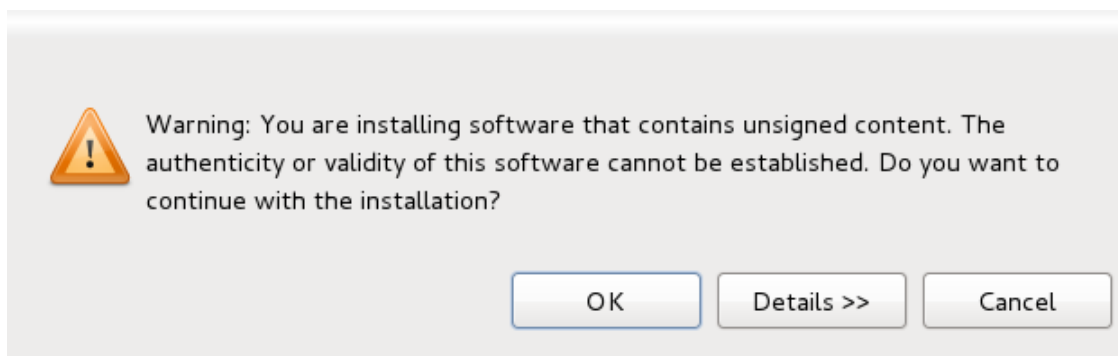 Warning: You are installing software that contains unsigned content. The
authenticity or validity of this software cannot be established. Do you want to
continue with the installation?
OK
Details >>
Cancel